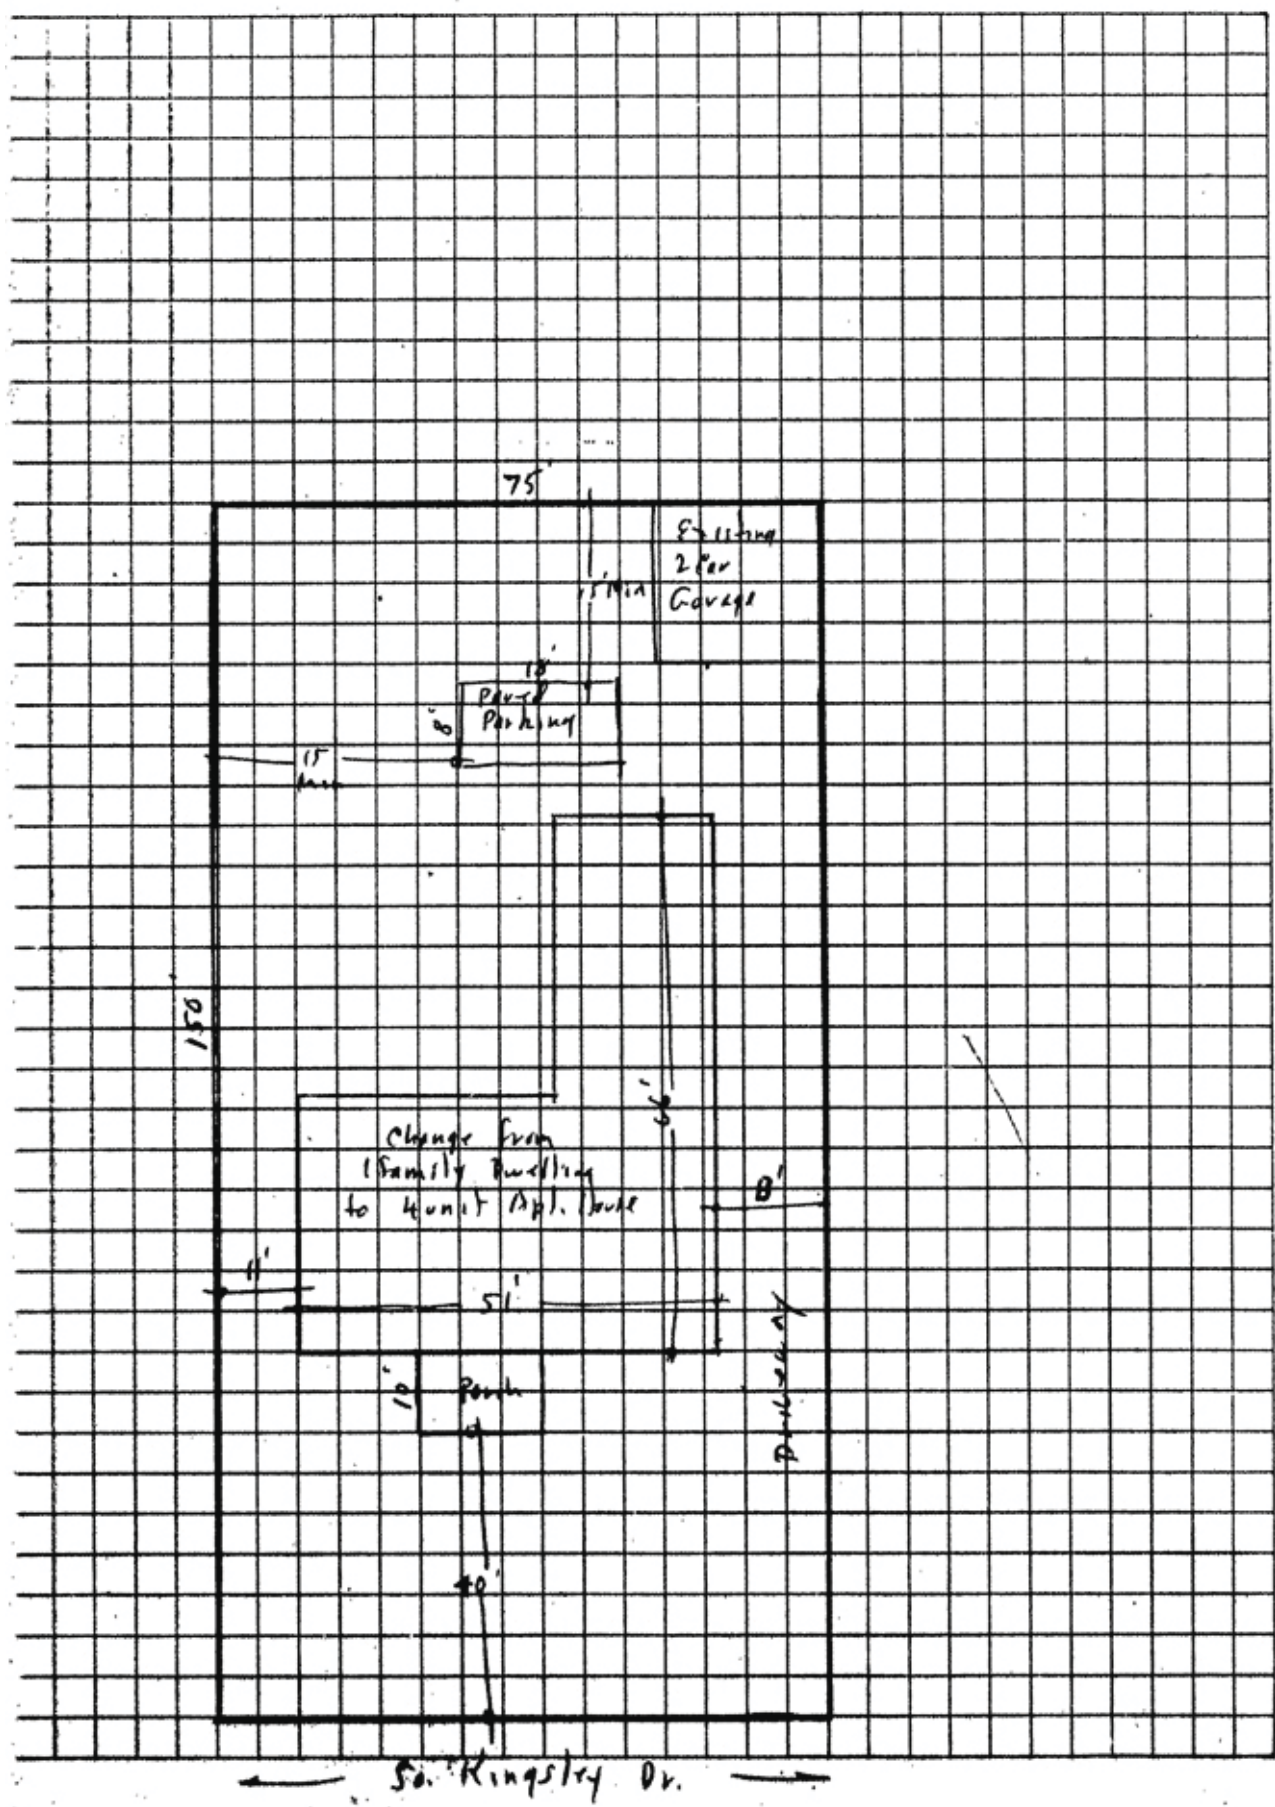 75'
Existing
2 Car
Garage
15' Min
18'
Paved
Parking
8'
15
Min
150'
66'
Change from
1 family Dwelling
to 4 unit Apt. House
8'
11'
51'
10'
Porch
Driveway
40'
So. Kingsley Dr.